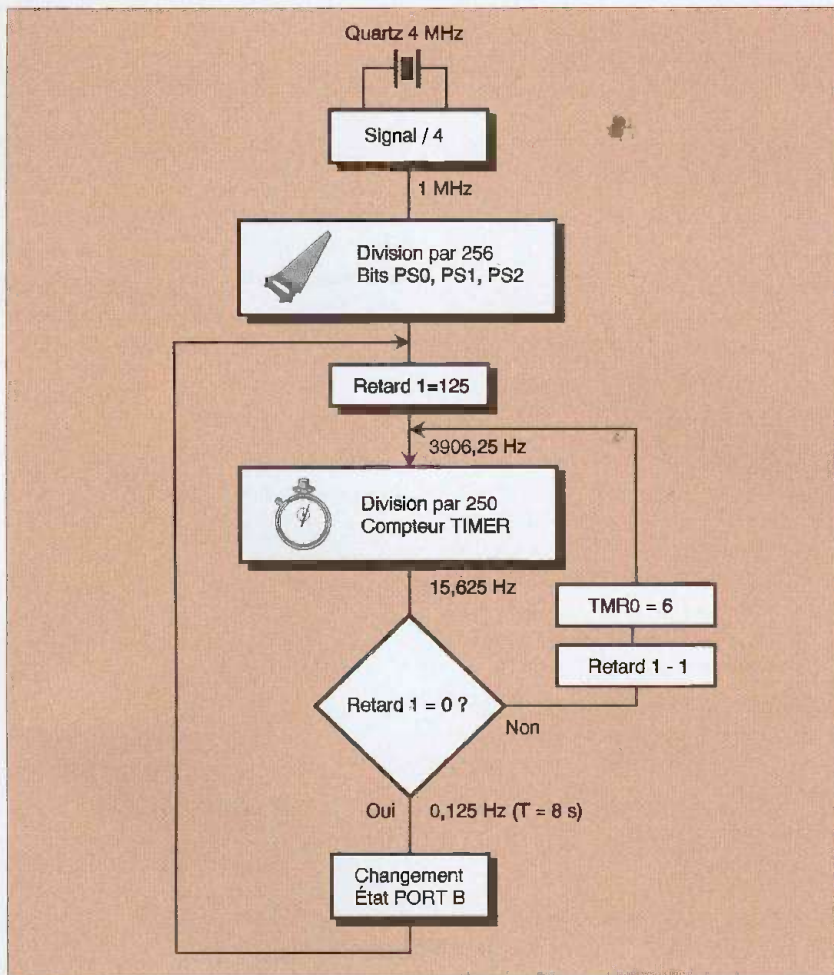 Quartz 4 MHz
Signal / 4
1 MHz
Division par 256
Bits PS0, PS1, PS2
Retard 1=125
3906,25 Hz
Division par 250
Compteur TIMER
15,625 Hz
TMR0 = 6
Retard 1 - 1
Retard 1 = 0 ?
Non
Oui
0,125 Hz (T = 8 s)
Changement
État PORT B